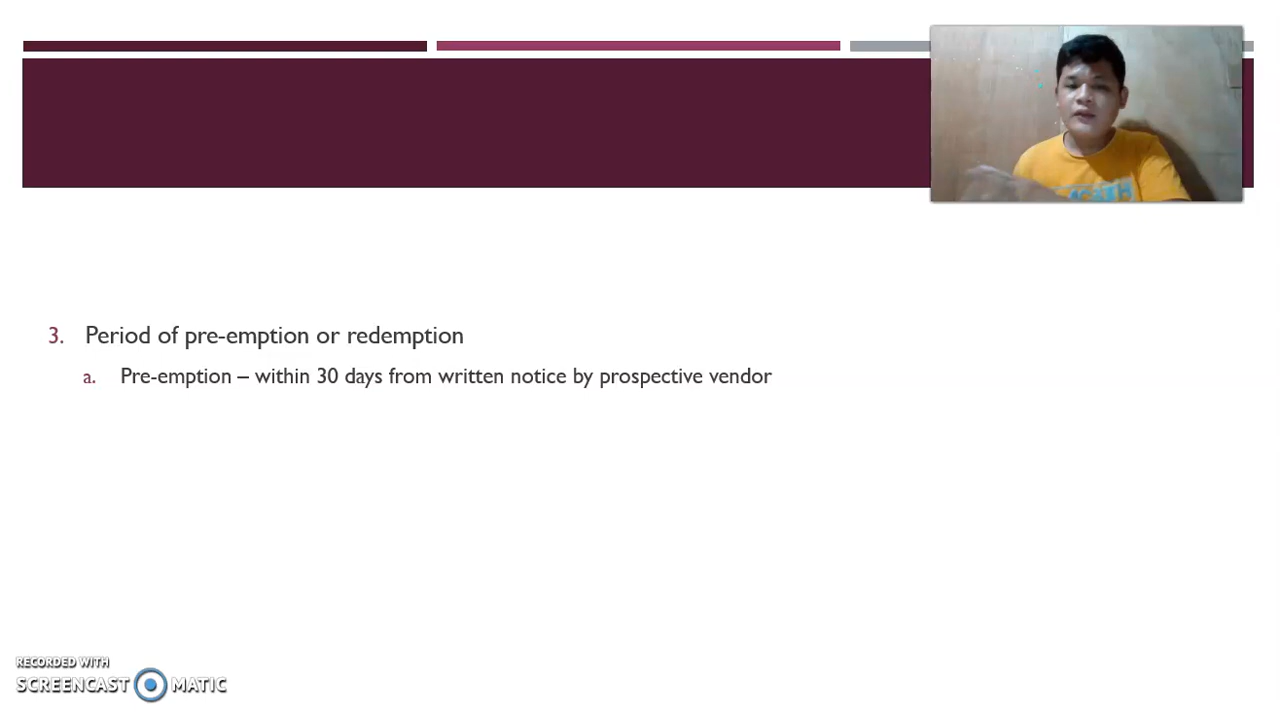 3. Period of pre-emption or redemption
a. Pre-emption – within 30 days from written notice by prospective vendor
RECORDED WITH
SCREENCAST MATIC